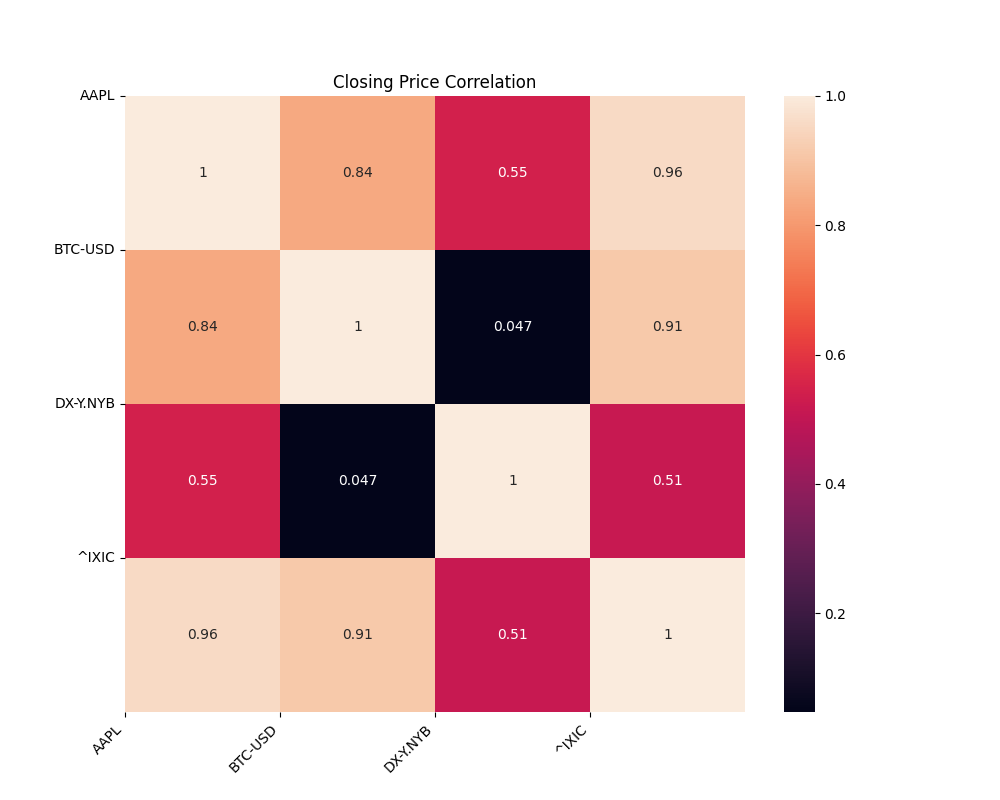 Closing Price Correlation
AAPL
1 0.84 0.55 0.96
BTC-USD
0.84 1 0.047 0.91
DX-Y.NYB
0.55 0.047 1 0.51
^IXIC
0.96 0.91 0.51 1
AAPL BTC-USD DX-Y.NYB ^IXIC
1.0
0.8
0.6
0.4
0.2